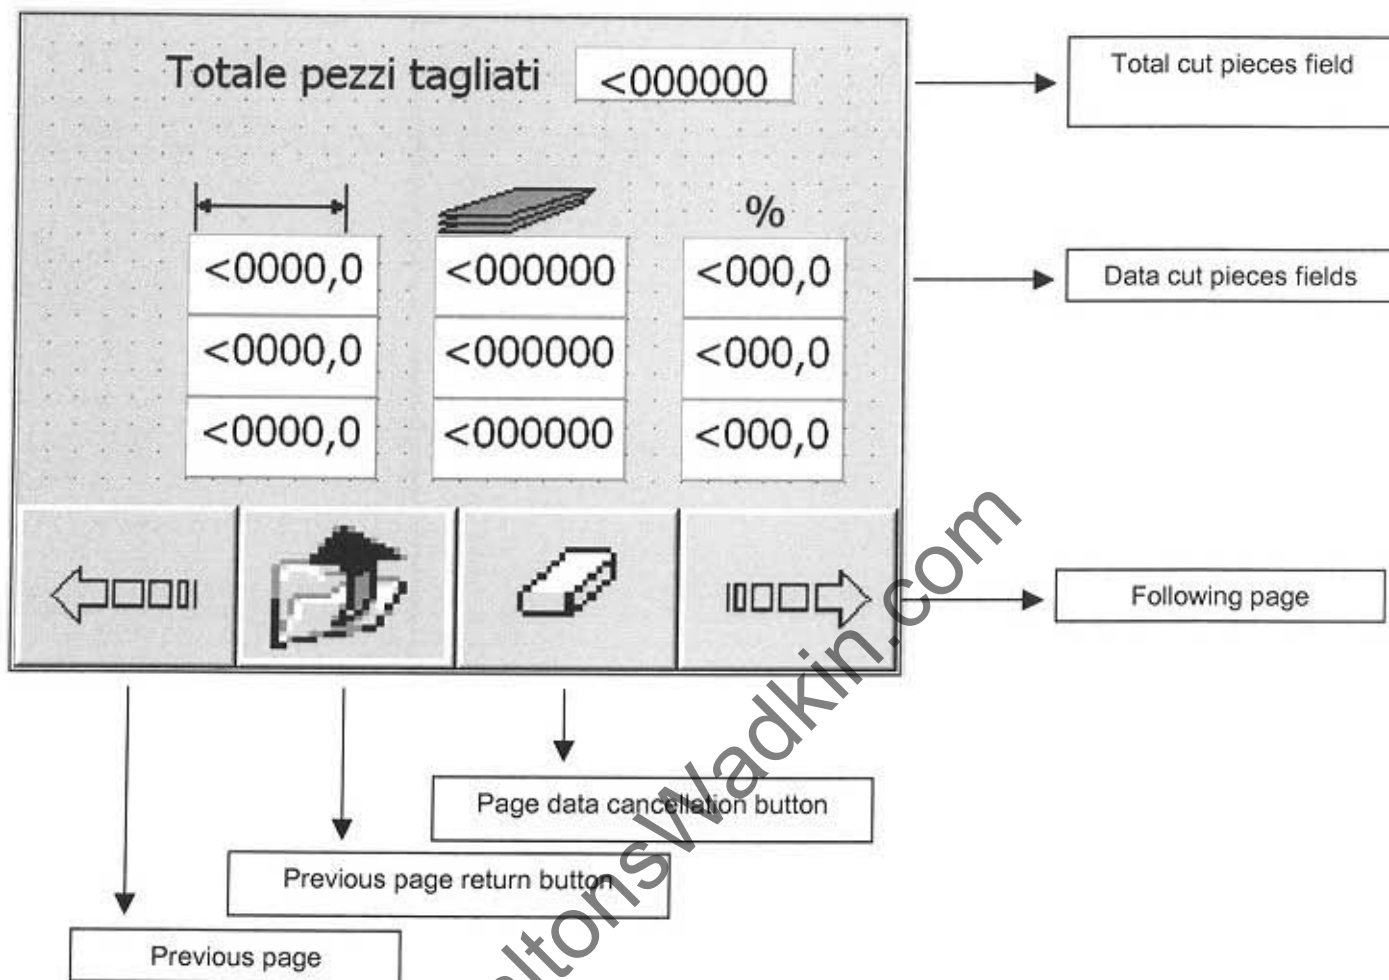 Totale pezzi tagliati <000000
Total cut pieces field
%
<0000,0 <000000 <000,0
Data cut pieces fields
<0000,0 <000000 <000,0
<0000,0 <000000 <000,0
Following page
Page data cancellation button
Previous page return button
Previous page
altonsWadkin.com